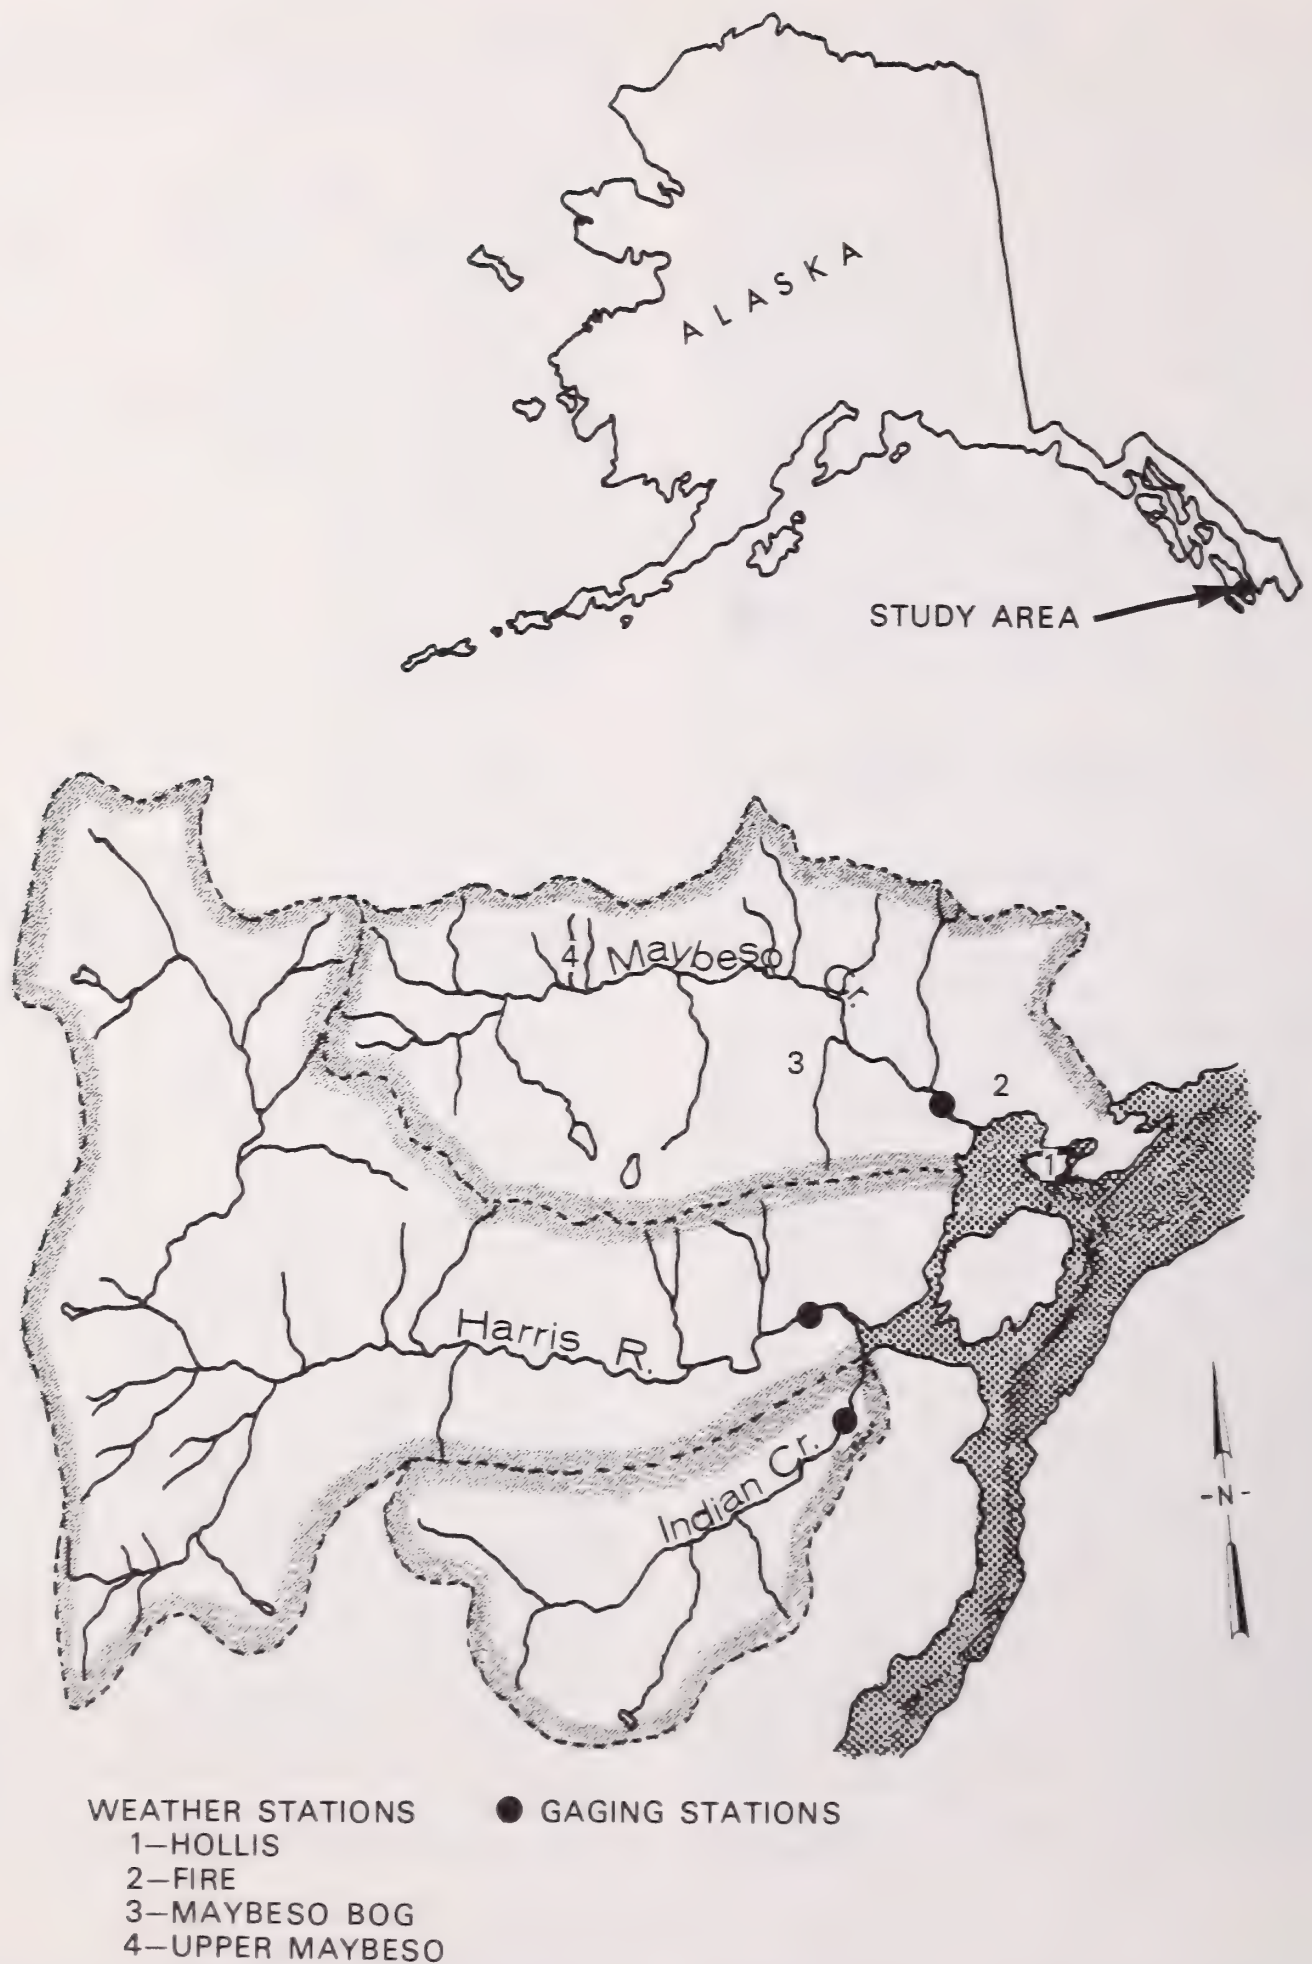 ALASKA
STUDY AREA
4 Maybeso Cr.
3
2
1
Harris R.
Indian Cr.
-N-
WEATHER STATIONS
1—HOLLIS
2—FIRE
3—MAYBESO BOG
4—UPPER MAYBESO
GAGING STATIONS